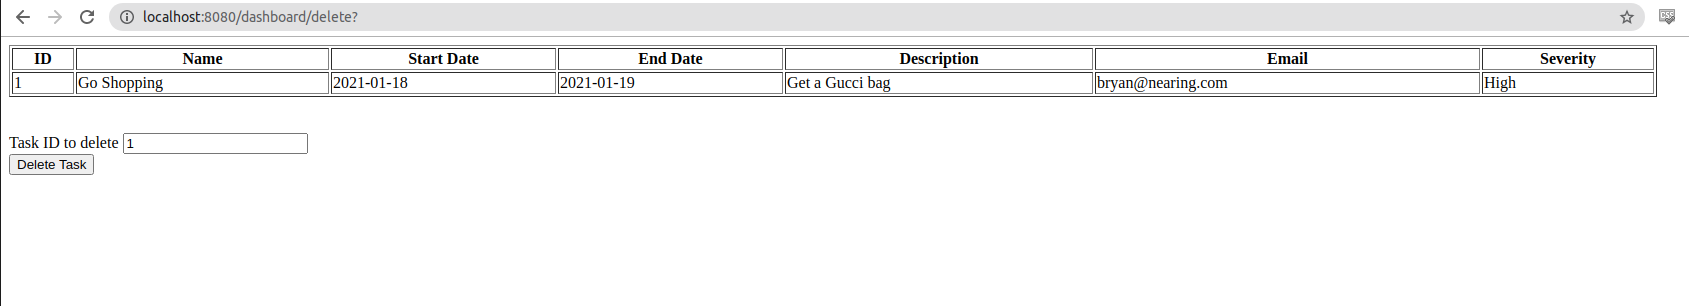 localhost:8080/dashboard/delete?
ID Name Start Date End Date Description Email Severity
1 Go Shopping 2021-01-18 2021-01-19 Get a Gucci bag bryan@nearing.com High
Task ID to delete 1
Delete Task